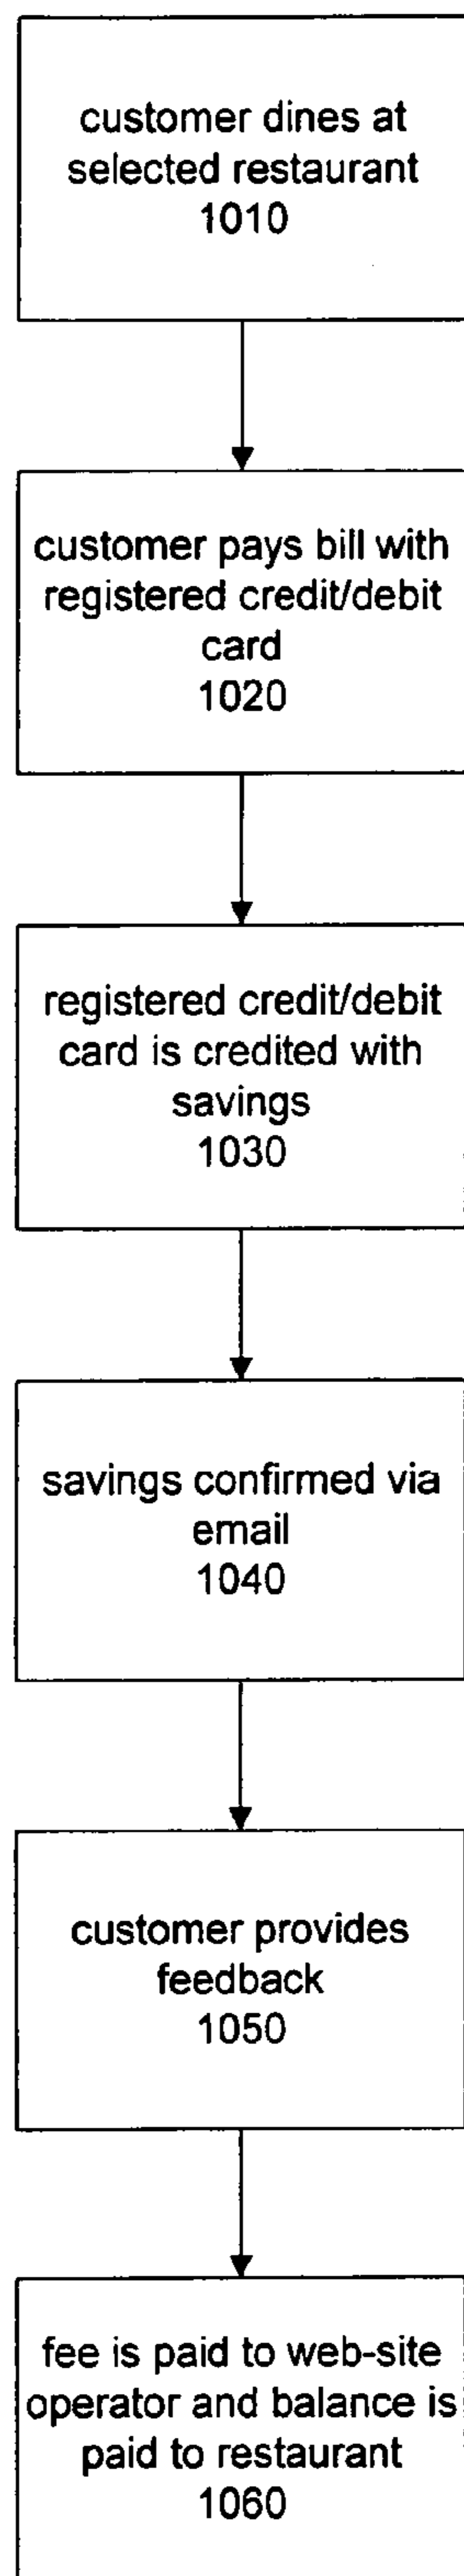 customer dines at
selected restaurant
1010
customer pays bill with
registered credit/debit
card
1020
registered credit/debit
card is credited with
savings
1030
savings confirmed via
email
1040
customer provides
feedback
1050
fee is paid to web-site
operator and balance is
paid to restaurant
1060